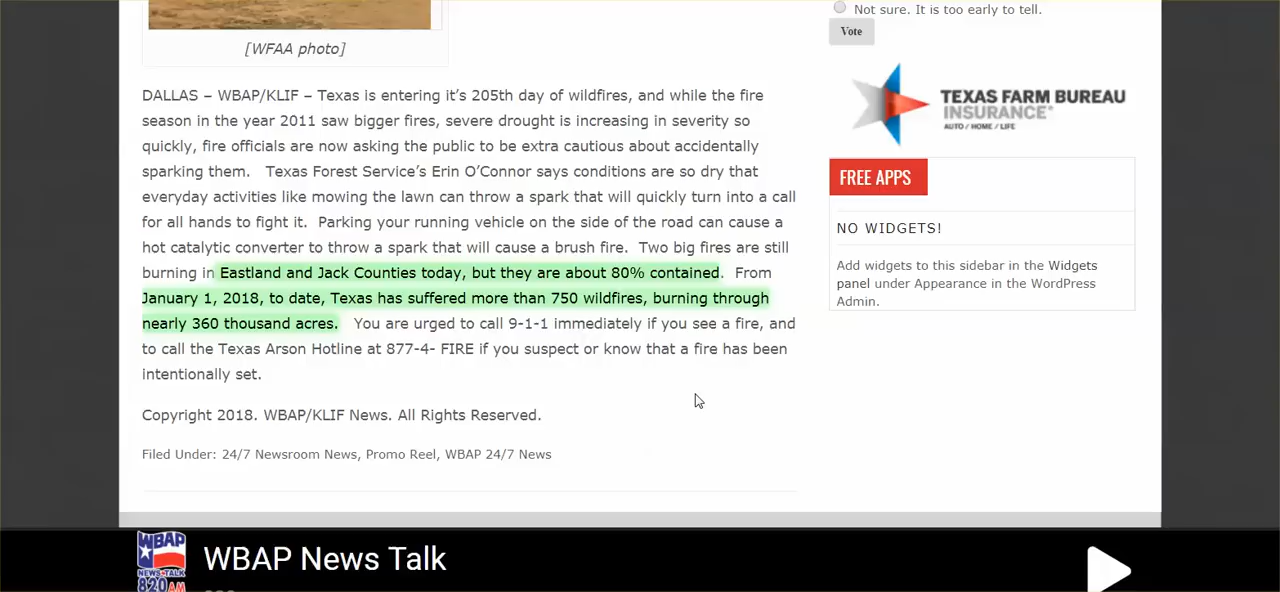 [WFAA photo]
DALLAS – WBAP/KLIF – Texas is entering it’s 205th day of wildfires, and while the fire
season in the year 2011 saw bigger fires, severe drought is increasing in severity so
quickly, fire officials are now asking the public to be extra cautious about accidentally
sparking them.   Texas Forest Service’s Erin O’Connor says conditions are so dry that
everyday activities like mowing the lawn can throw a spark that will quickly turn into a call
for all hands to fight it.  Parking your running vehicle on the side of the road can cause a
hot catalytic converter to throw a spark that will cause a brush fire.  Two big fires are still
burning in Eastland and Jack Counties today, but they are about 80% contained.  From
January 1, 2018, to date, Texas has suffered more than 750 wildfires, burning through
nearly 360 thousand acres.   You are urged to call 9-1-1 immediately if you see a fire, and
to call the Texas Arson Hotline at 877-4- FIRE if you suspect or know that a fire has been
intentionally set.
Copyright 2018. WBAP/KLIF News. All Rights Reserved.
Filed Under: 24/7 Newsroom News, Promo Reel, WBAP 24/7 News
Not sure. It is too early to tell.
Vote
TEXAS FARM BUREAU
INSURANCE®
AUTO / HOME / LIFE
FREE APPS
NO WIDGETS!
Add widgets to this sidebar in the Widgets
panel under Appearance in the WordPress
Admin.
WBAP
NEWS TALK
820AM
WBAP News Talk